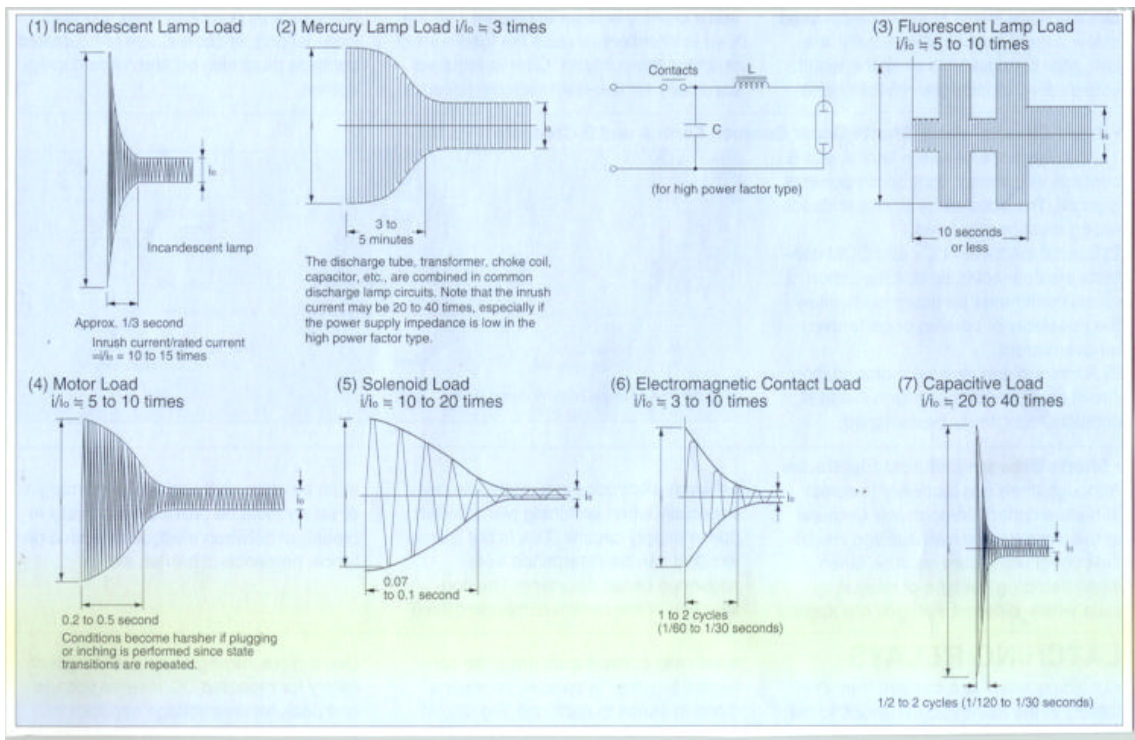 (1) Incandescent Lamp Load
Incandescent lamp
Approx. 1/3 second
Inrush current/rated current
=i/io = 10 to 15 times
(2) Mercury Lamp Load i/io ≒ 3 times
3 to
5 minutes
The discharge tube, transformer, choke coil,
capacitor, etc., are combined in common
discharge lamp circuits. Note that the inrush
current may be 20 to 40 times, especially if
the power supply impedance is low in the
high power factor type.
Contacts
L
C
(for high power factor type)
(3) Fluorescent Lamp Load
i/io ≒ 5 to 10 times
10 seconds
or less
(4) Motor Load
i/io ≒ 5 to 10 times
0.2 to 0.5 second
Conditions become harsher if plugging
or inching is performed since state
transitions are repeated.
(5) Solenoid Load
i/io ≒ 10 to 20 times
0.07
to 0.1 second
(6) Electromagnetic Contact Load
i/io ≒ 3 to 10 times
1 to 2 cycles
(1/60 to 1/30 seconds)
(7) Capacitive Load
i/io ≒ 20 to 40 times
1/2 to 2 cycles (1/120 to 1/30 seconds)